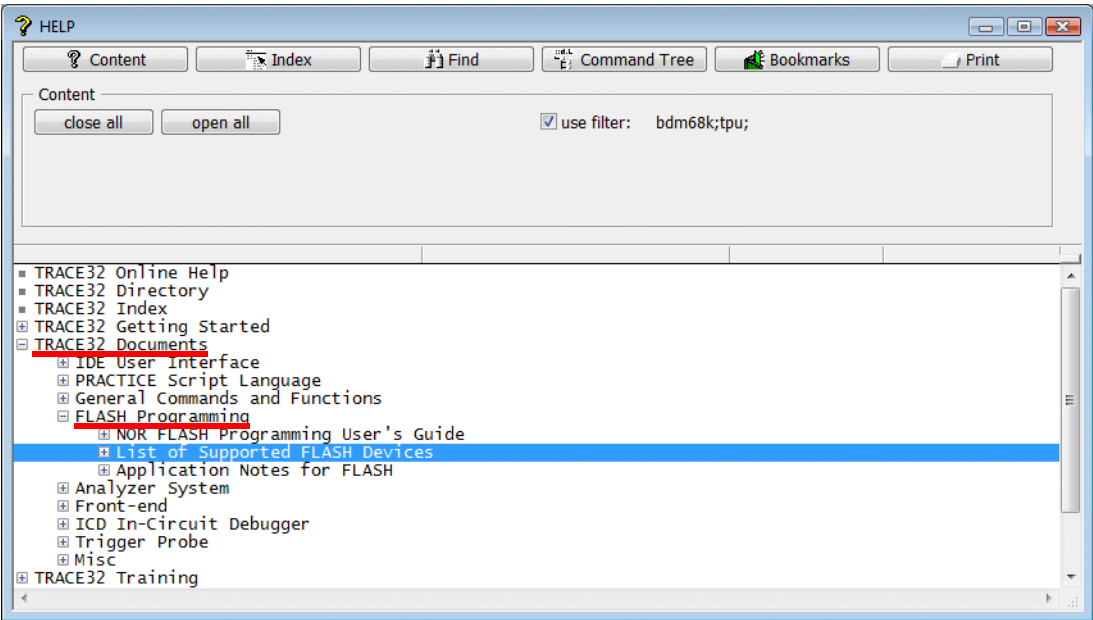 HELP
Content Index Find Command Tree Bookmarks Print
Content
close all open all use filter: bdm68k;tpu;
TRACE32 Online Help
TRACE32 Directory
TRACE32 Index
TRACE32 Getting Started
TRACE32 Documents
IDE User Interface
PRACTICE Script Language
General Commands and Functions
FLASH Programming
NOR FLASH Programming User's Guide
List of Supported FLASH Devices
Application Notes for FLASH
Analyzer System
Front-end
ICD In-Circuit Debugger
Trigger Probe
Misc
TRACE32 Training